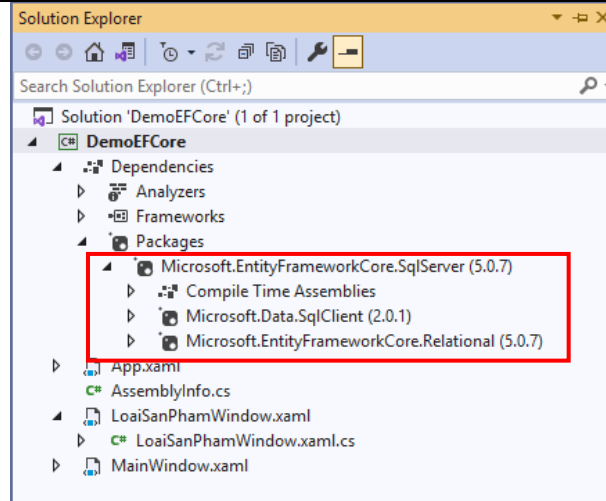 Solution Explorer
Search Solution Explorer (Ctrl+;)
Solution 'DemoEFCore' (1 of 1 project)
C# DemoEFCore
Dependencies
Analyzers
Frameworks
Packages
Microsoft.EntityFrameworkCore.SqlServer (5.0.7)
Compile Time Assemblies
Microsoft.Data.SqlClient (2.0.1)
Microsoft.EntityFrameworkCore.Relational (5.0.7)
App.xaml
C# AssemblyInfo.cs
LoaiSanPhamWindow.xaml
C# LoaiSanPhamWindow.xaml.cs
MainWindow.xaml